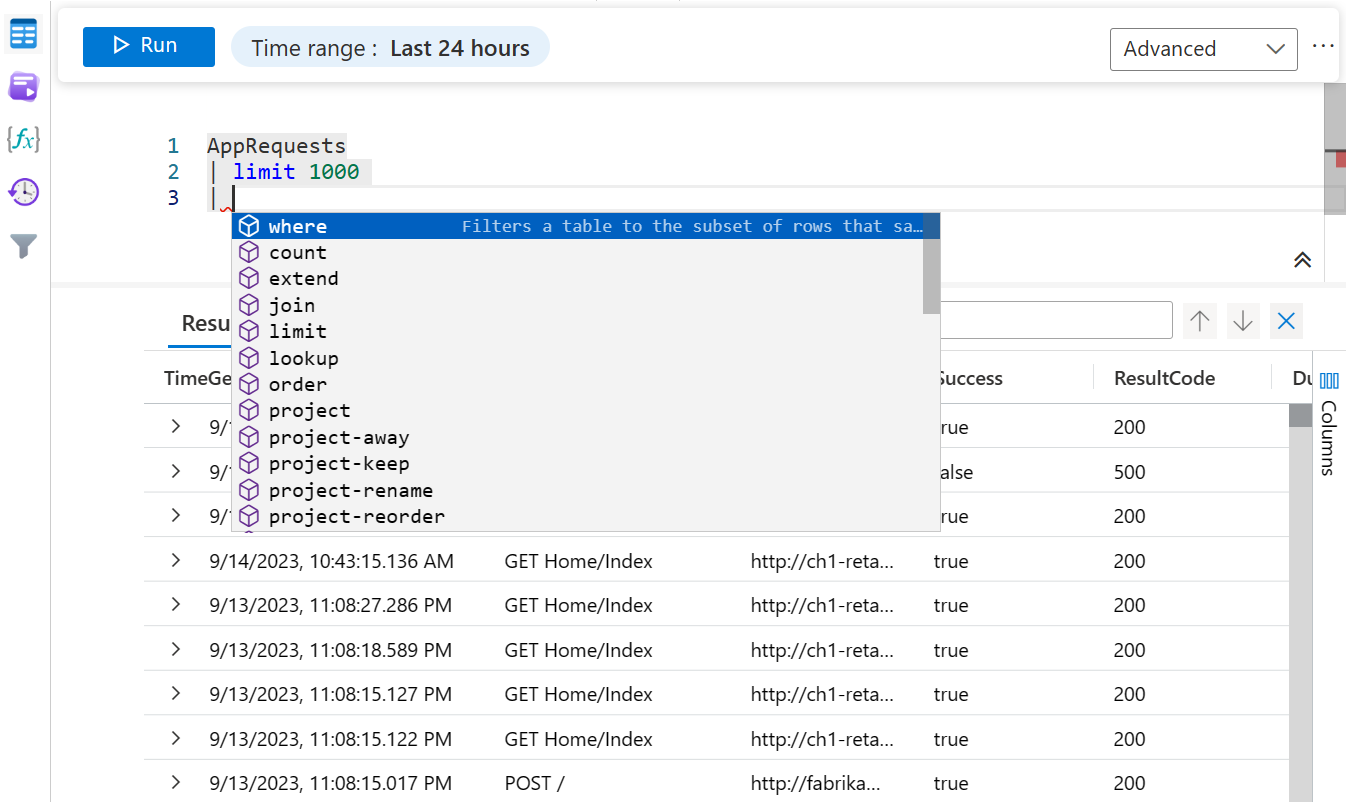 Run
Time range : Last 24 hours
Advanced
{fx}
1 AppRequests
2 | limit 1000
3 |
where Filters a table to the subset of rows that sa…
count
extend
join
limit
lookup
order
project
project-away
project-keep
project-rename
project-reorder
Resu
TimeGe Success ResultCode Du
Columns
9/ rue 200
9/ alse 500
9/ rue 200
9/14/2023, 10:43:15.136 AM GET Home/Index http://ch1-reta... true 200
9/13/2023, 11:08:27.286 PM GET Home/Index http://ch1-reta... true 200
9/13/2023, 11:08:18.589 PM GET Home/Index http://ch1-reta... true 200
9/13/2023, 11:08:15.127 PM GET Home/Index http://ch1-reta... true 200
9/13/2023, 11:08:15.122 PM GET Home/Index http://ch1-reta... true 200
9/13/2023, 11:08:15.017 PM POST / http://fabrika... true 200